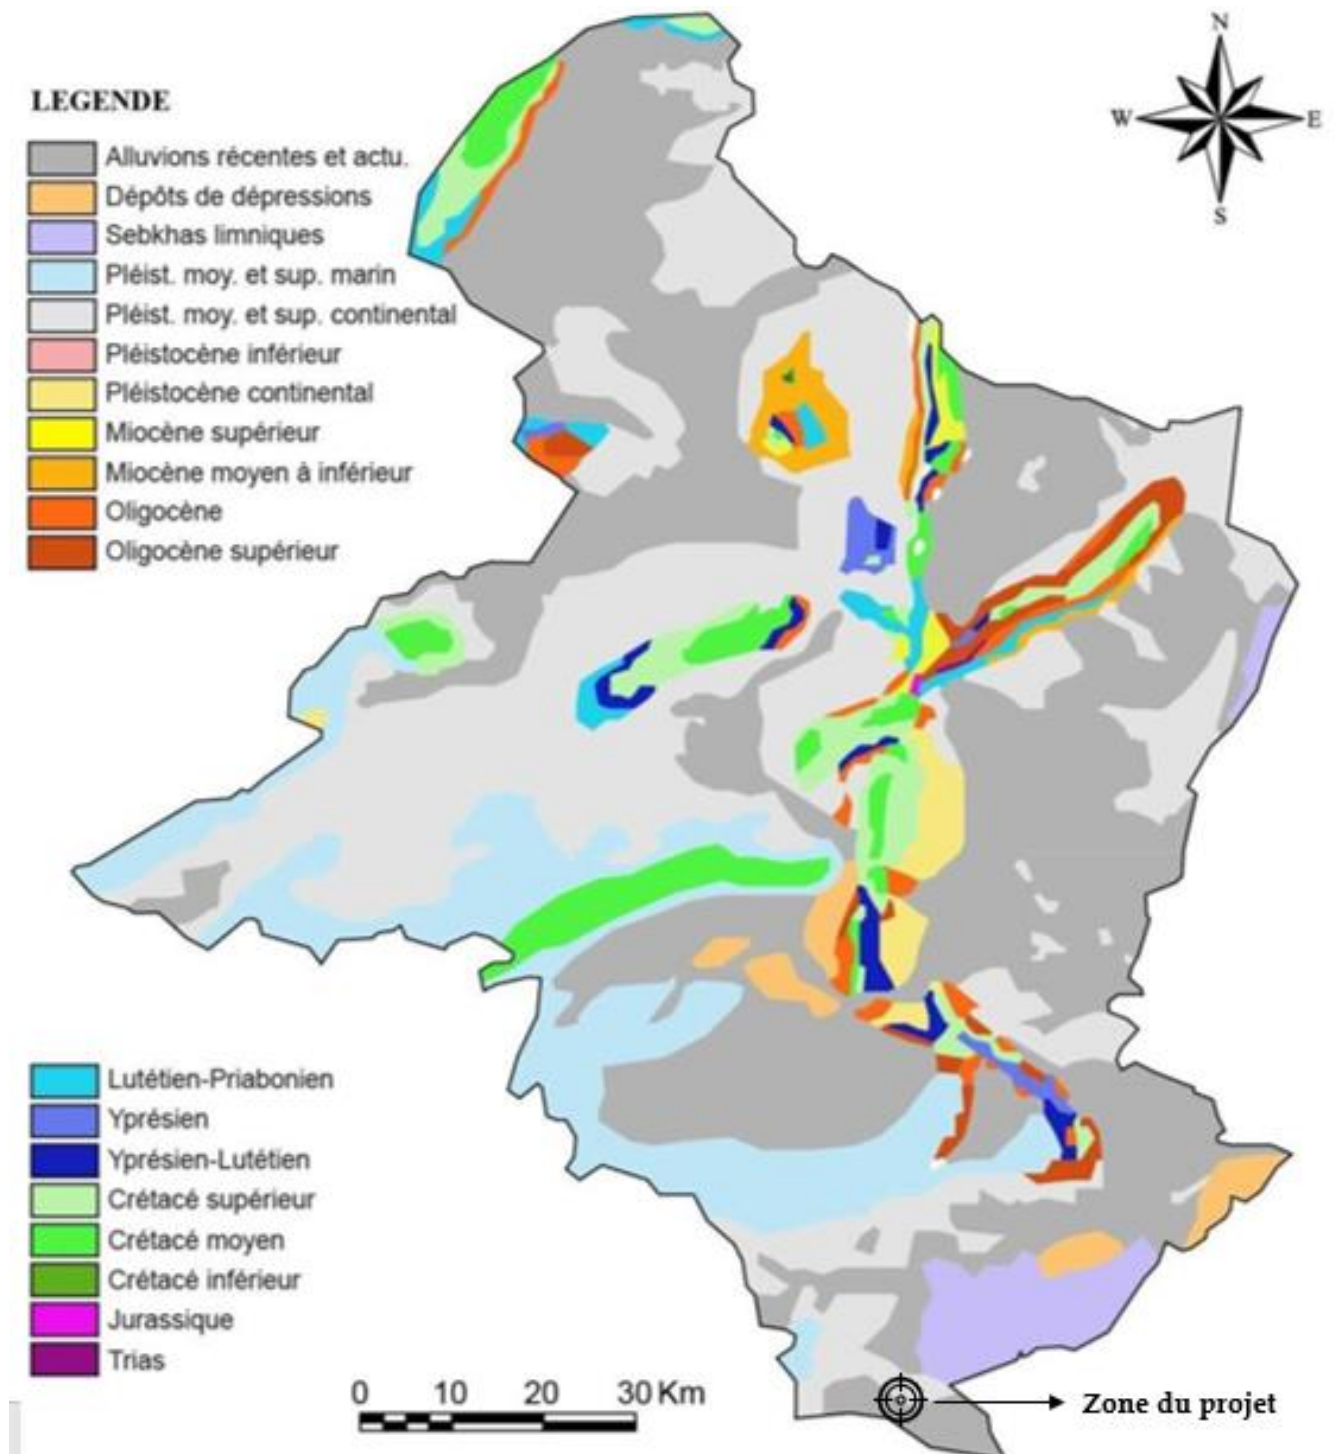 N
W E
S
LEGENDE
Alluvions récentes et actu.
Dépôts de dépressions
Sebkhas limniques
Pléist. moy. et sup. marin
Pléist. moy. et sup. continental
Pléistocène inférieur
Pléistocène continental
Miocène supérieur
Miocène moyen à inférieur
Oligocène
Oligocène supérieur
Lutétien-Priabonien
Yprésien
Yprésien-Lutétien
Crétacé supérieur
Crétacé moyen
Crétacé inférieur
Jurassique
Trias
0 10 20 30 Km
Zone du projet